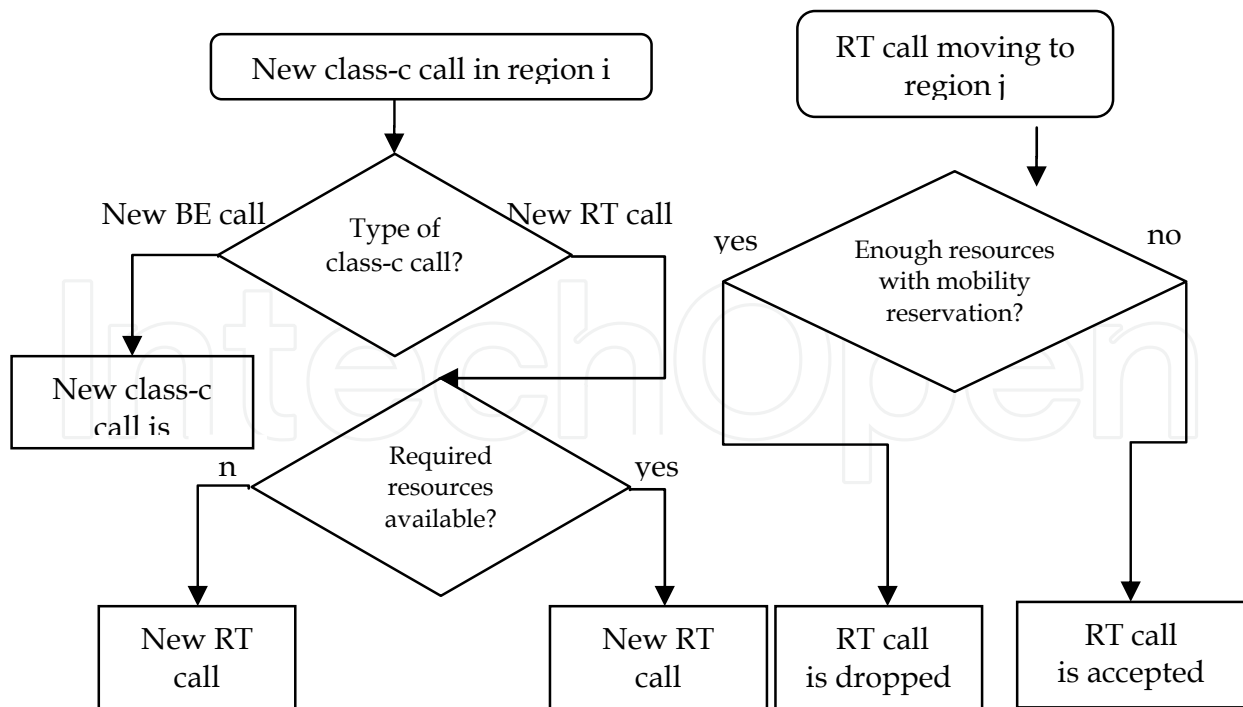 New class-c call in region i
RT call moving to
region j
New BE call
New RT call
Type of
class-c call?
yes
no
Enough resources
with mobility
reservation?
New class-c
call is
n
yes
Required
resources
available?
New RT
call
New RT
call
RT call
is dropped
RT call
is accepted
IntechOpen